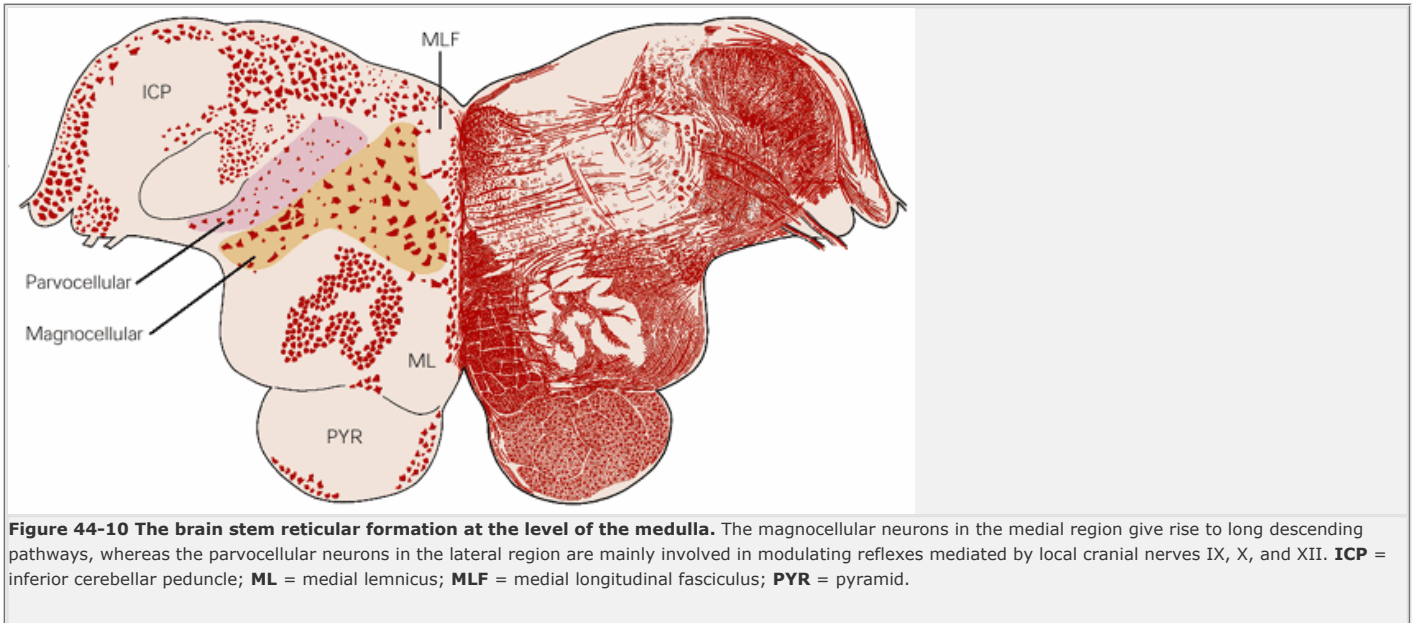 MLF
ICP
Parvocellular
Magnocellular
ML
PYR
Figure 44-10 The brain stem reticular formation at the level of the medulla. The magnocellular neurons in the medial region give rise to long descending
pathways, whereas the parvocellular neurons in the lateral region are mainly involved in modulating reflexes mediated by local cranial nerves IX, X, and XII. ICP =
inferior cerebellar peduncle; ML = medial lemnicus; MLF = medial longitudinal fasciculus; PYR = pyramid.